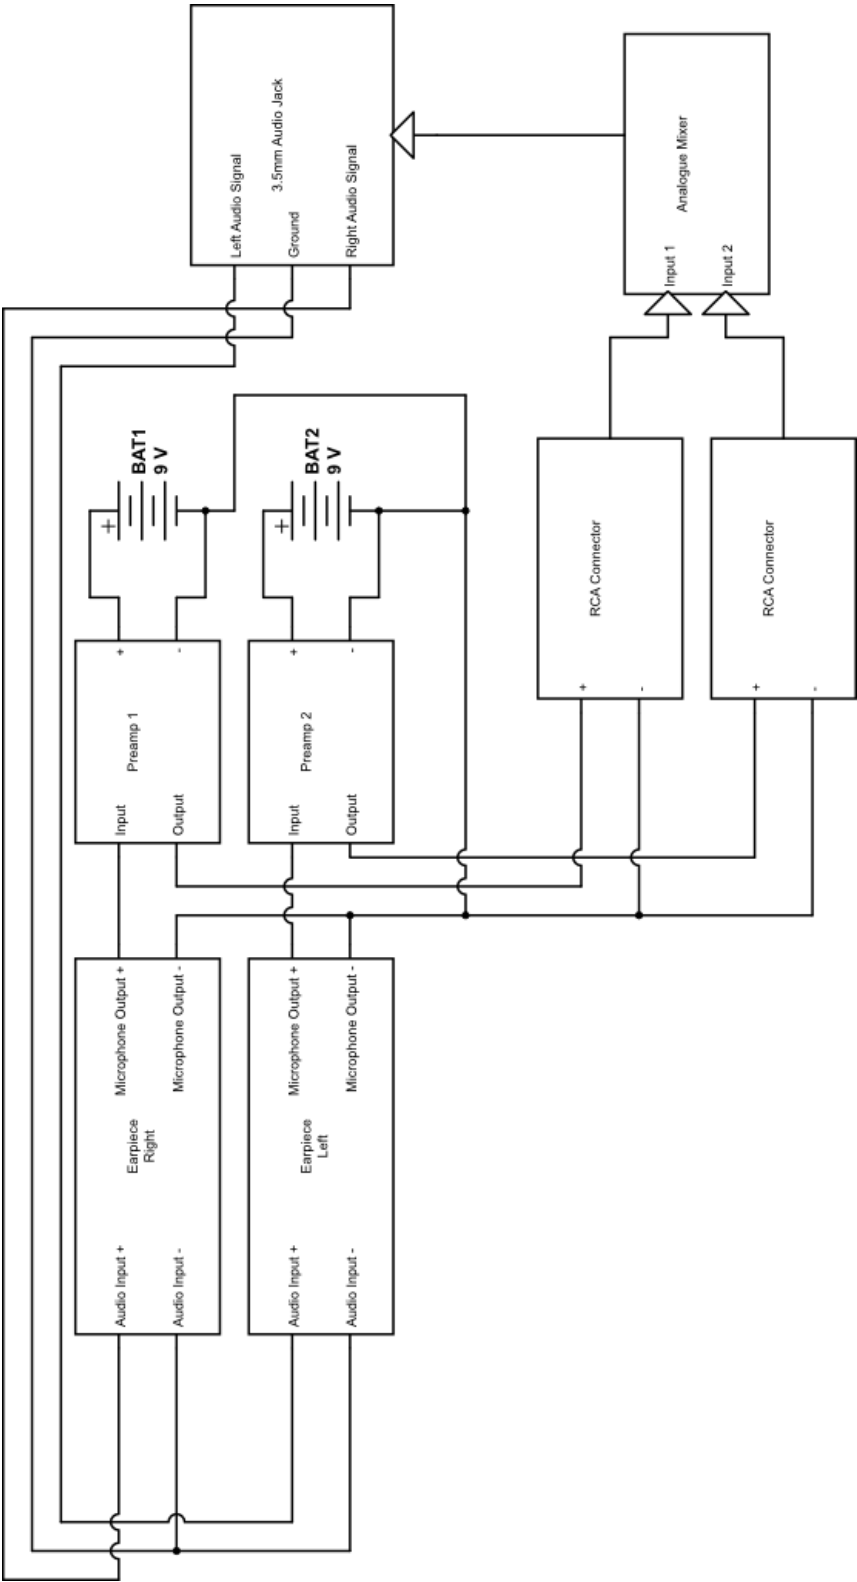 3.5mm Audio Jack
Left Audio Signal
Ground
Right Audio Signal
Analogue Mixer
Input 1
Input 2
BAT1
9 V
+
BAT2
9 V
+
RCA Connector
+
-
RCA Connector
+
-
Preamp 1
+
-
Input
Output
Preamp 2
+
-
Input
Output
Earpiece
Right
Microphone Output +
Microphone Output -
Audio Input +
Audio Input -
Earpiece
Left
Microphone Output +
Microphone Output -
Audio Input +
Audio Input -